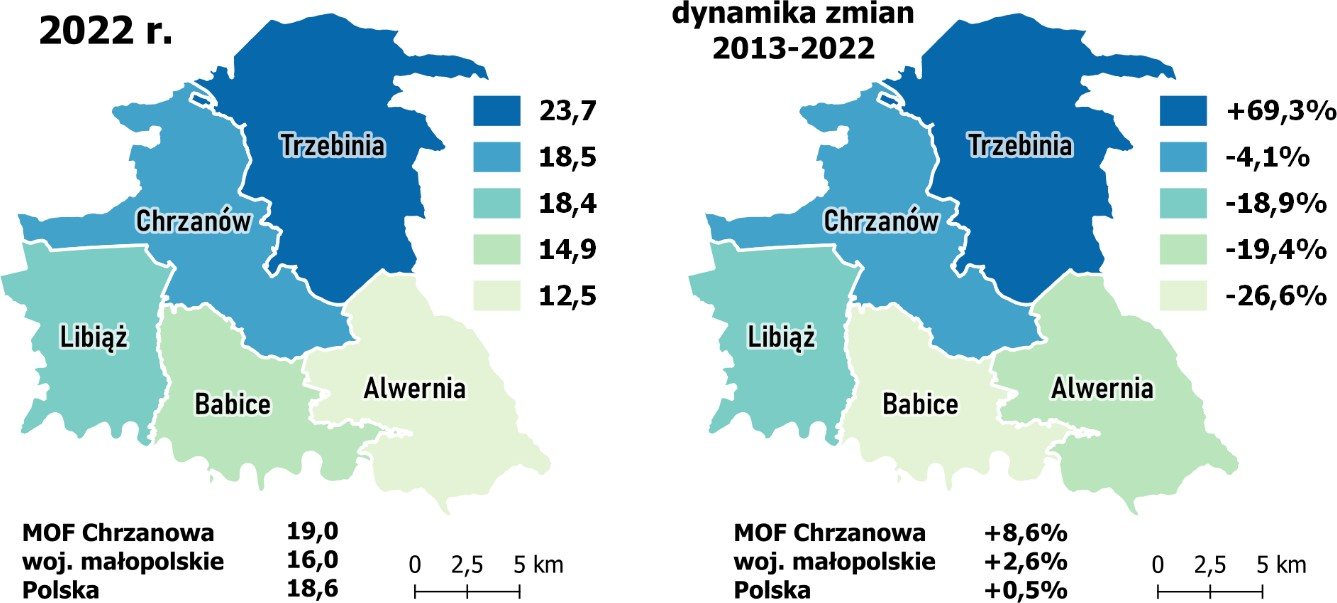 2022 r.
23,7
18,5
18,4
14,9
12,5
Trzebinia
Chrzanów
Libiąż
Babice
Alwernia
MOF Chrzanowa 19,0
woj. małopolskie 16,0
Polska 18,6
0 2,5 5 km
dynamika zmian
2013-2022
+69,3%
-4,1%
-18,9%
-19,4%
-26,6%
Trzebinia
Chrzanów
Libiąż
Babice
Alwernia
MOF Chrzanowa +8,6%
woj. małopolskie +2,6%
Polska +0,5%
0 2,5 5 km